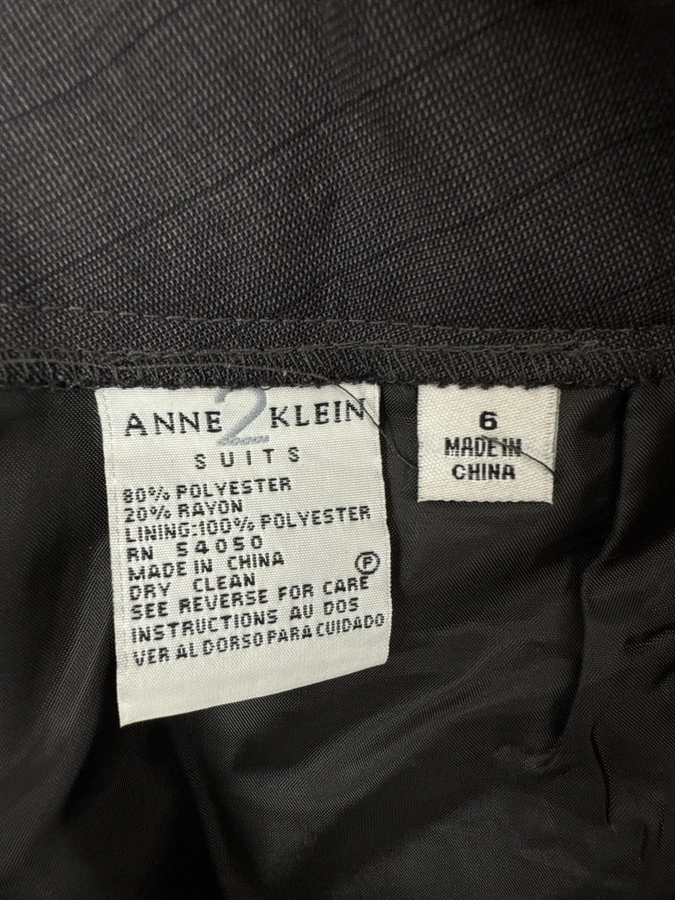 ANNE 2 KLEIN
SUITS
80% POLYESTER
20% RAYON
LINING:100% POLYESTER
RN 54050
MADE IN CHINA
DRY CLEAN P
SEE REVERSE FOR CARE
INSTRUCTIONS AU DOS
VER AL DORSO PARA CUIDADO
6
MADE IN
CHINA